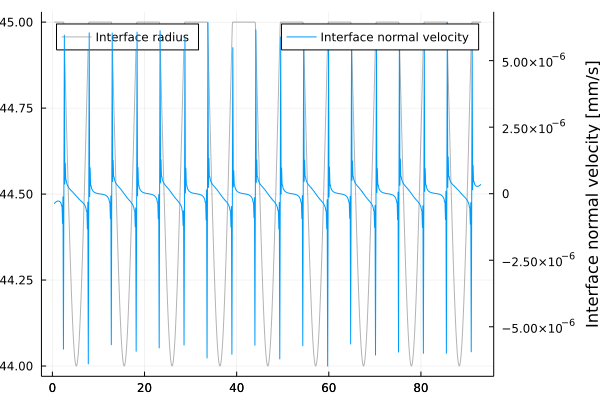 Interface radius
Interface normal velocity
45.00
44.75
44.50
44.25
44.00
5.00×10⁻⁶
2.50×10⁻⁶
0
−2.50×10⁻⁶
−5.00×10⁻⁶
Interface normal velocity [mm/s]
0 20 40 60 80